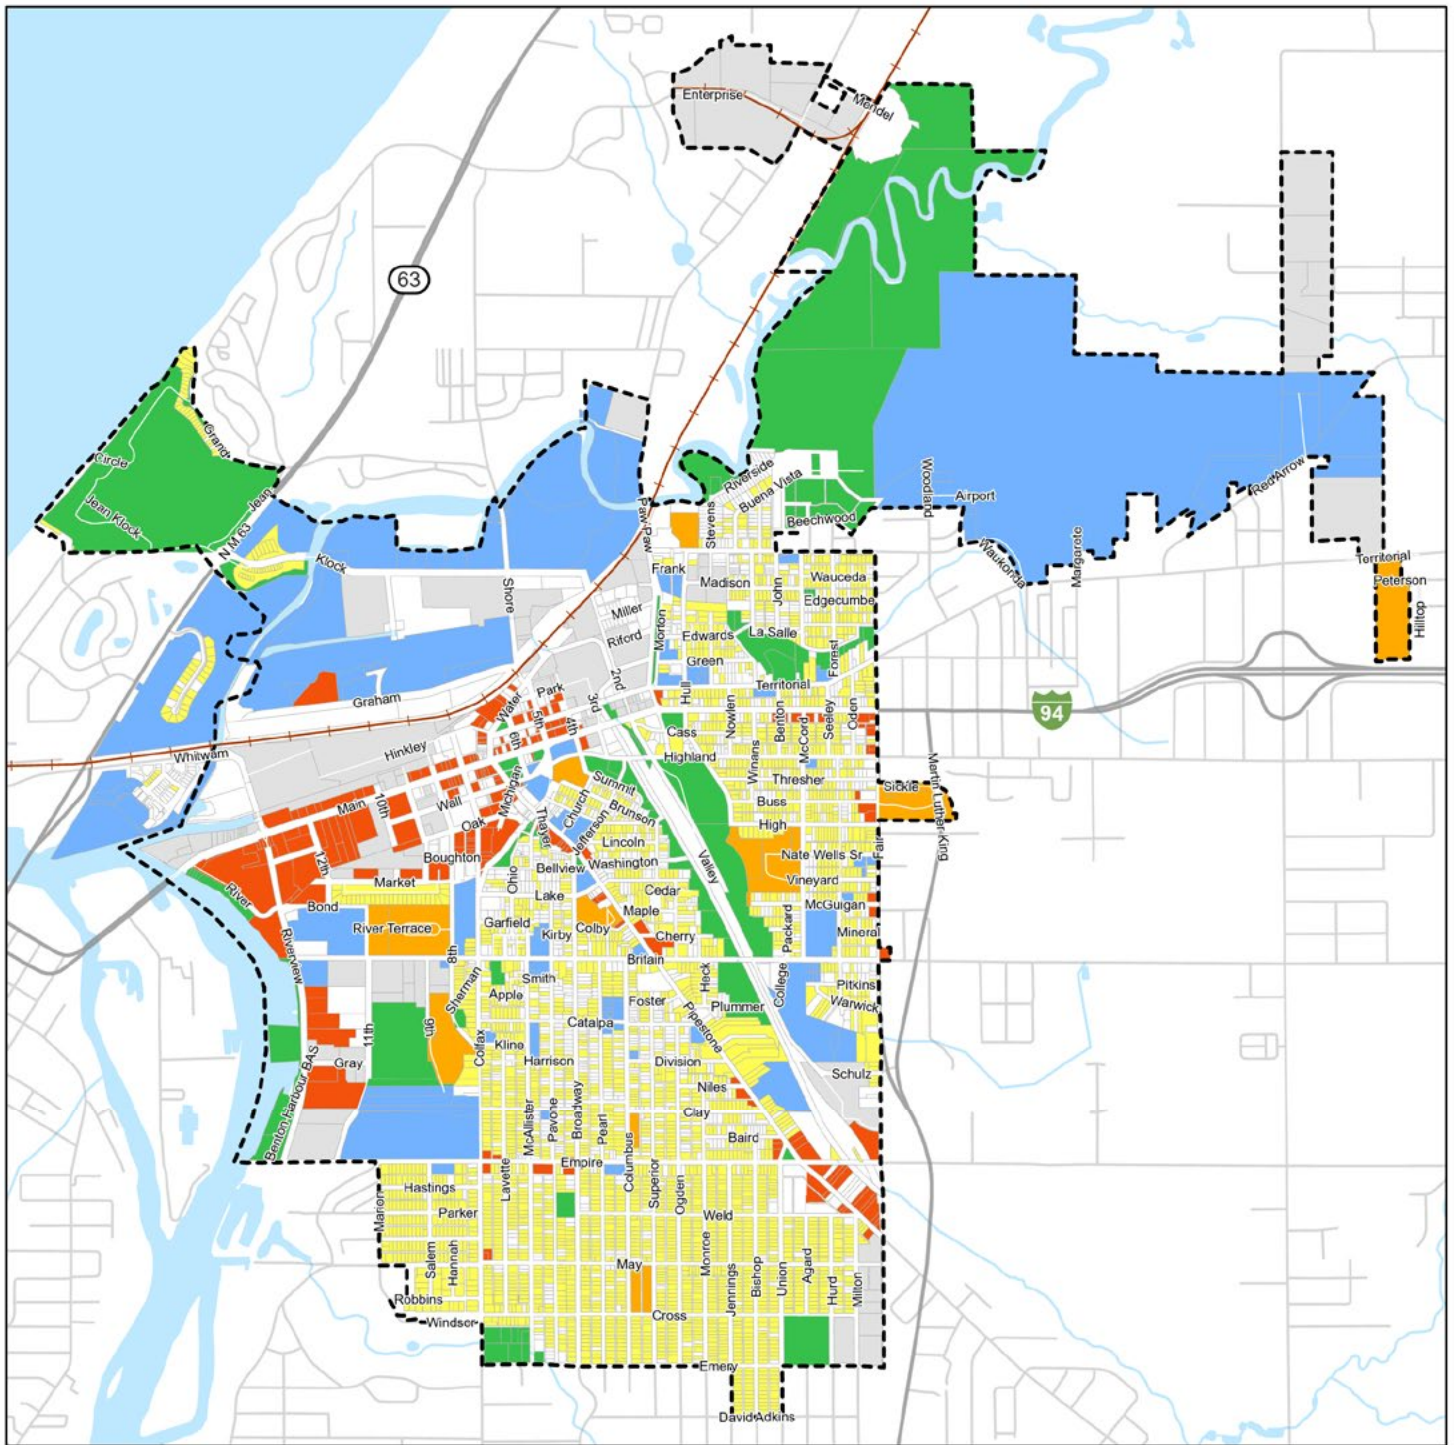 Enterprise
Mendel
63
Grand
Circle
Jean Klock
Jean
N M 63
Klock
Shore
Paw Paw
Riverside
Buena Vista
Stevens
Beechwood
Woodland
Airport
Red Arrow
Waukonda
Margarete
Territorial
Peterson
Hilltop
Frank
Madison
John
Wauceda
Edgecumbe
Miller
Riford
Morton
Edwards
La Salle
Green
Forest
Graham
Park
2nd
3rd
Hull
Territorial
Water
5th
4th
6th
Nowlen
Benton
McCord
Seeley
Oden
94
Whitwam
Hinkley
Cass
Highland
Winans
Thresher
Martin Luther King
Sickle
Michigan
Summit
Main
10th
Wall
Church
Brunson
Buss
Oak
Thayer
Jefferson
High
Lincoln
Fair
12th
Boughton
Bellview
Washington
Valley
Nate Wells Sr
Market
Ohio
Vineyard
River
Bond
Lake
Cedar
McGuigan
Maple
Packard
River Terrace
Garfield
Kirby
Colby
Cherry
Mineral
8th
Britain
Riverview
Sherman
Smith
Heck
College
Pitkins
Apple
Foster
Plummer
Warwick
11th
9th
Catalpa
Pipestone
Colfax
Kline
Gray
Harrison
Division
Schulz
Benton Harbour BAS
Niles
McAllister
Pavone
Broadway
Pearl
Clay
Columbus
Baird
Empire
Lavette
Superior
Ogden
Hastings
Marion
Parker
Weld
Salem
Hannah
May
Monroe
Jennings
Bishop
Union
Agard
Hurd
Milton
Robbins
Cross
Windsor
Emery
David Adkins